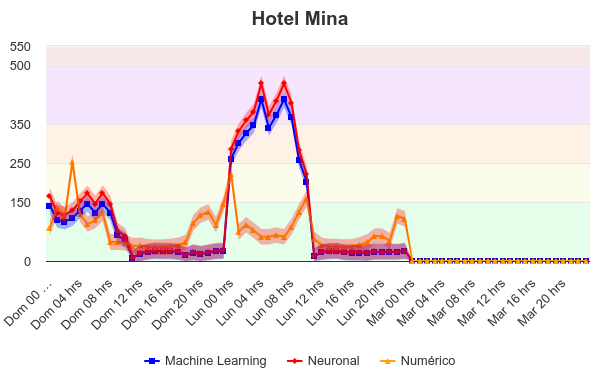 Hotel Mina
550
500
350
250
150
0
Dom 00 ...
Dom 04 hrs
Dom 08 hrs
Dom 12 hrs
Dom 16 hrs
Dom 20 hrs
Lun 00 hrs
Lun 04 hrs
Lun 08 hrs
Lun 12 hrs
Lun 16 hrs
Lun 20 hrs
Mar 00 hrs
Mar 04 hrs
Mar 08 hrs
Mar 12 hrs
Mar 16 hrs
Mar 20 hrs
Machine Learning Neuronal Numérico